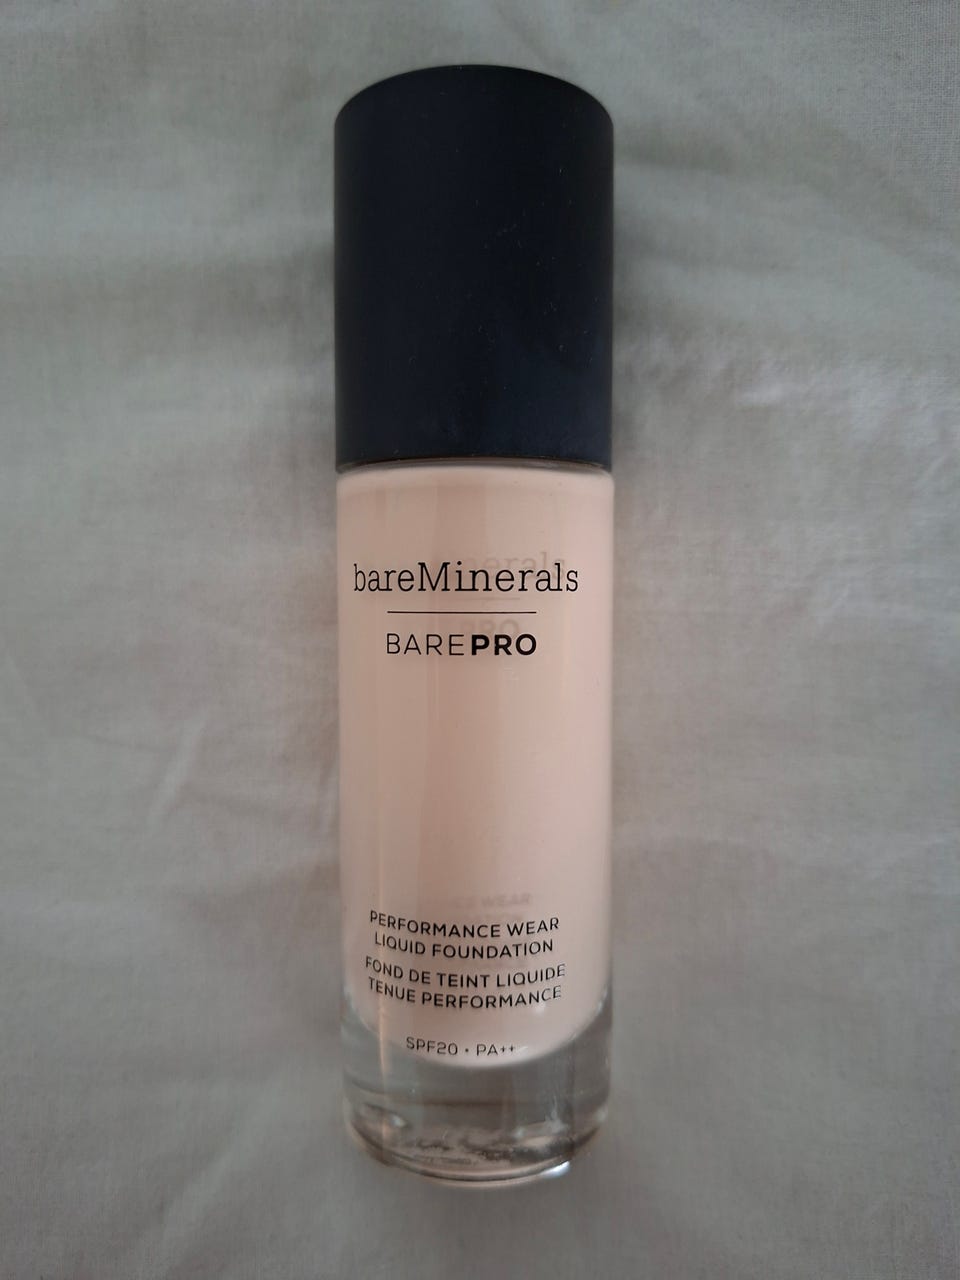 bareMinerals
BAREPRO
PERFORMANCE WEAR
LIQUID FOUNDATION
FOND DE TEINT LIQUIDE
TENUE PERFORMANCE
SPF20 • PA++